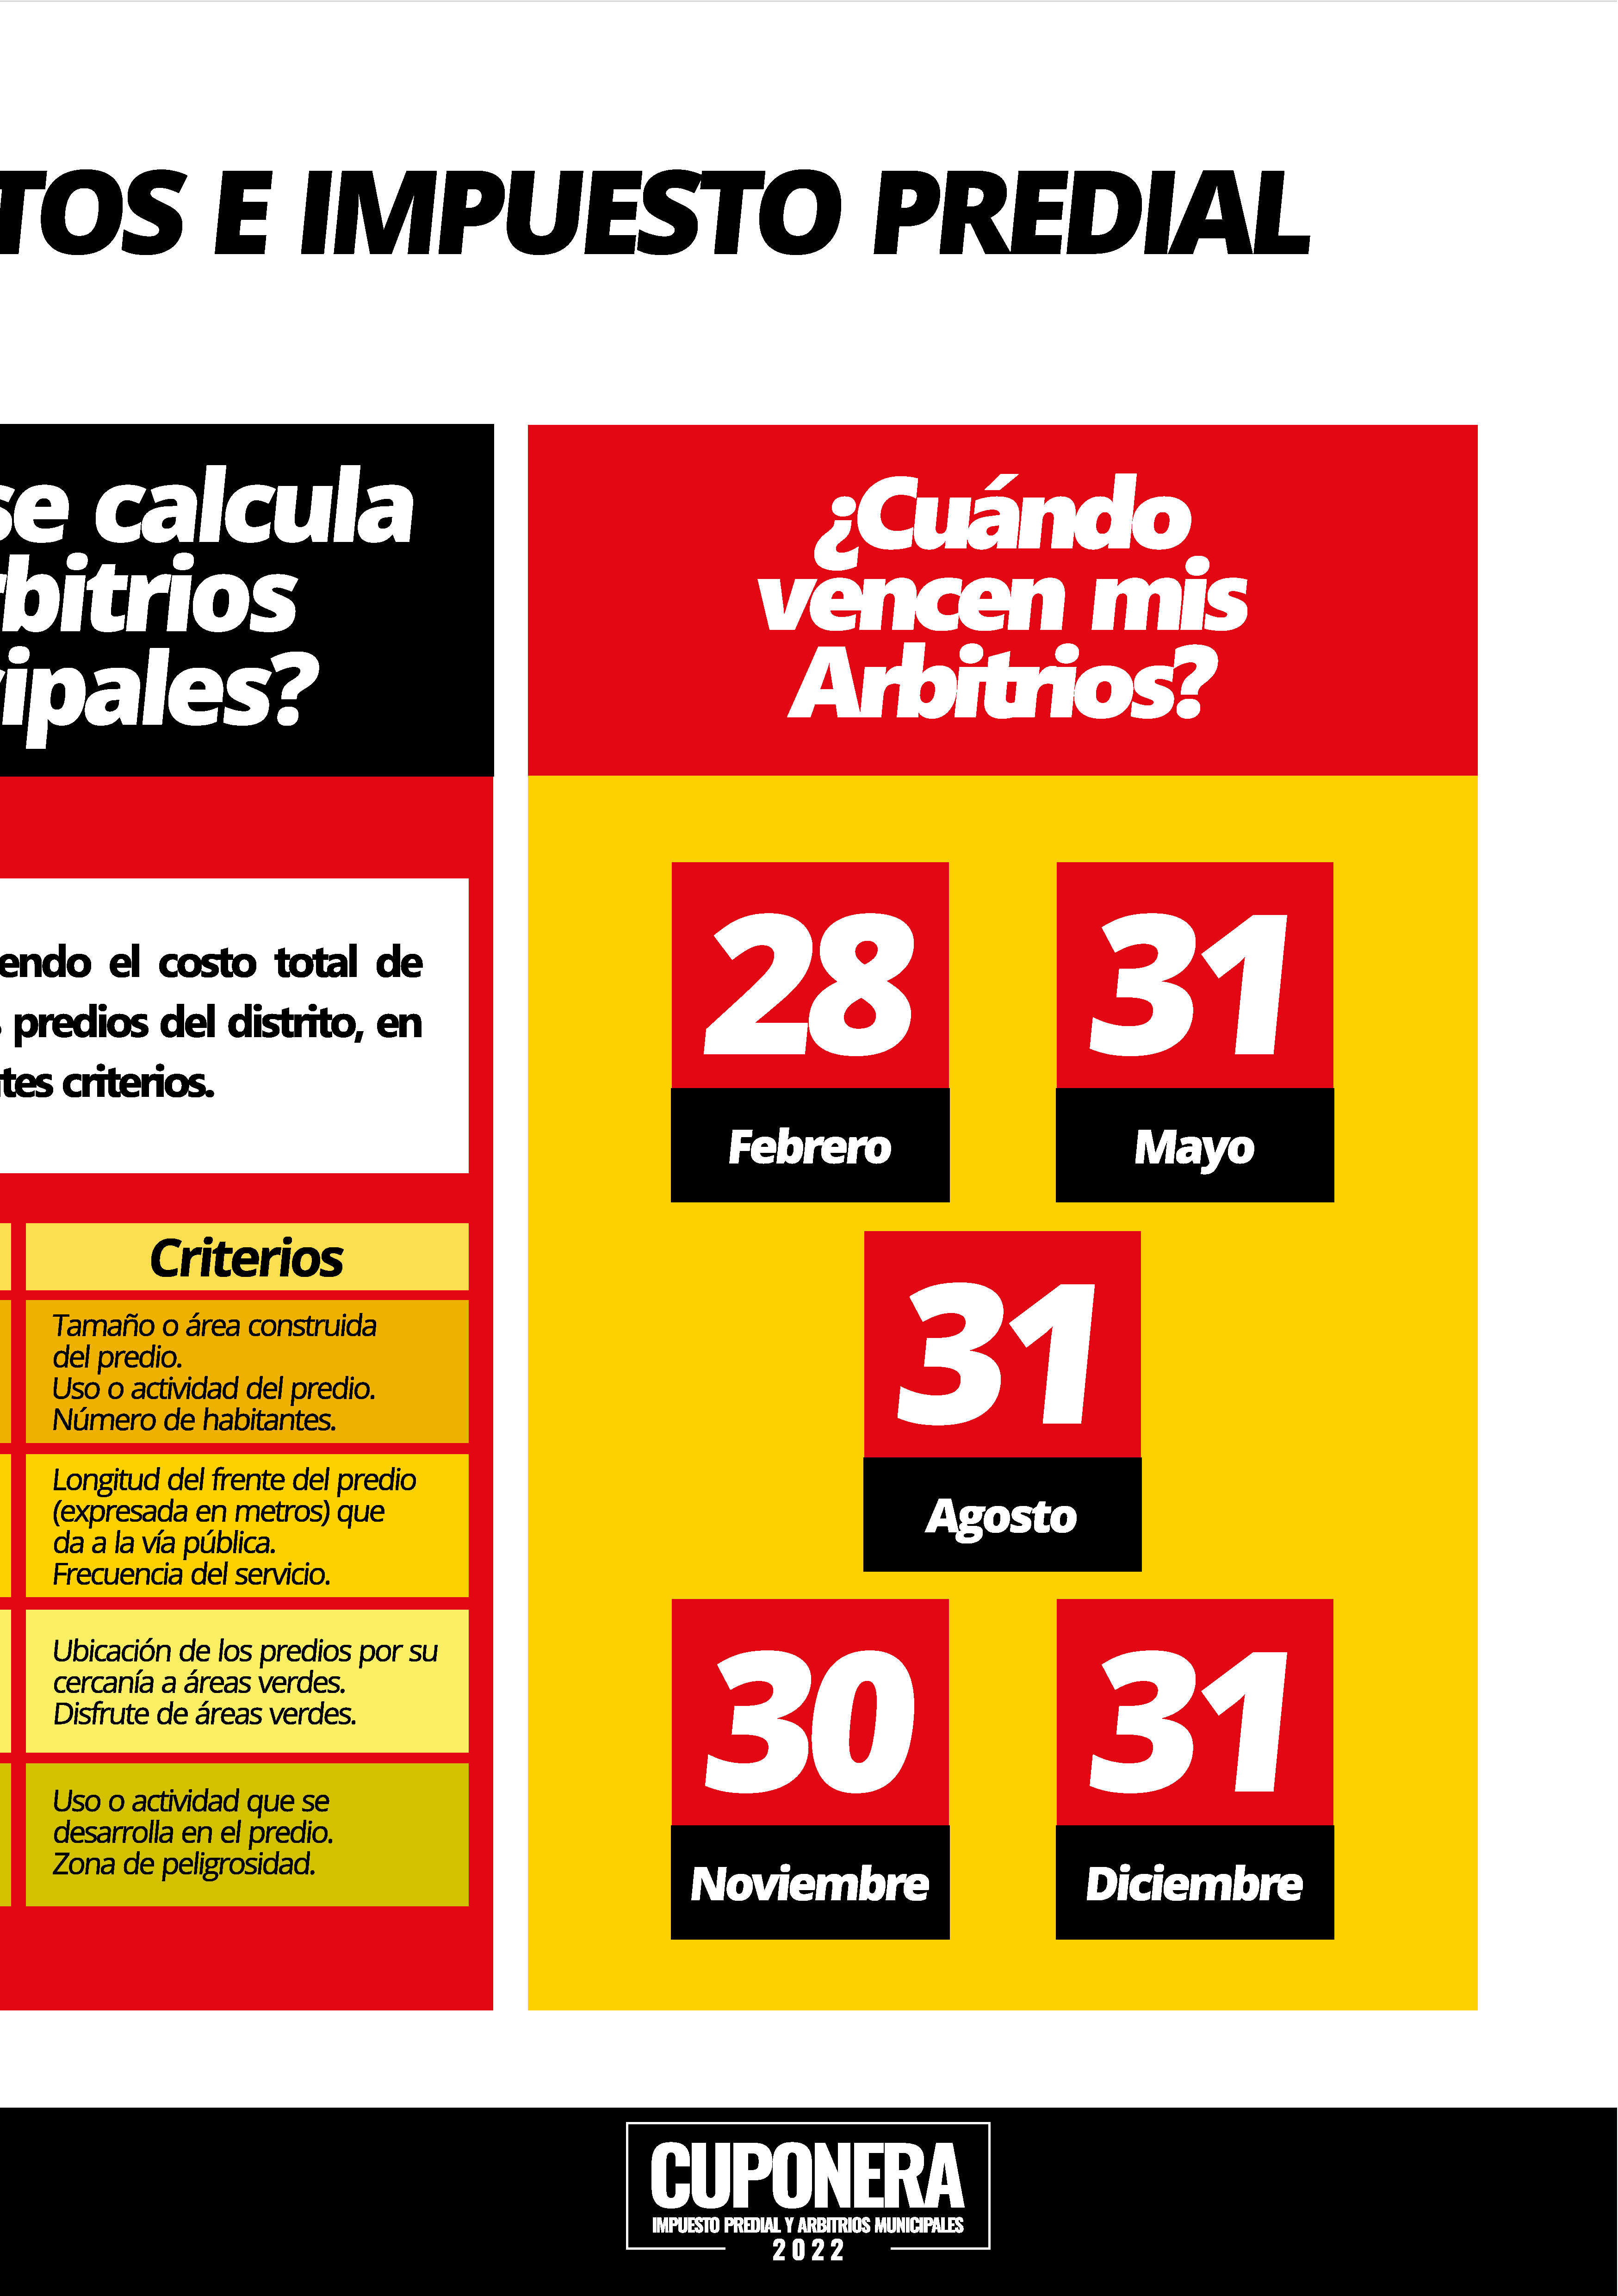 TOS E IMPUESTO PREDIAL
se calcula
rbitrios
ipales?
endo el costo total de
predios del distrito, en
tes criterios.
Criterios
Tamaño o área construida
del predio.
Uso o actividad del predio.
Número de habitantes.
Longitud del frente del predio
(expresada en metros) que
da a la vía pública.
Frecuencia del servicio.
Ubicación de los predios por su
cercanía a áreas verdes.
Disfrute de áreas verdes.
Uso o actividad que se
desarrolla en el predio.
Zona de peligrosidad.
¿Cuándo
vencen mis
Arbitrios?
28
Febrero
31
Mayo
31
Agosto
30
Noviembre
31
Diciembre
CUPONERA
IMPUESTO PREDIAL Y ARBITRIOS MUNICIPALES
2022